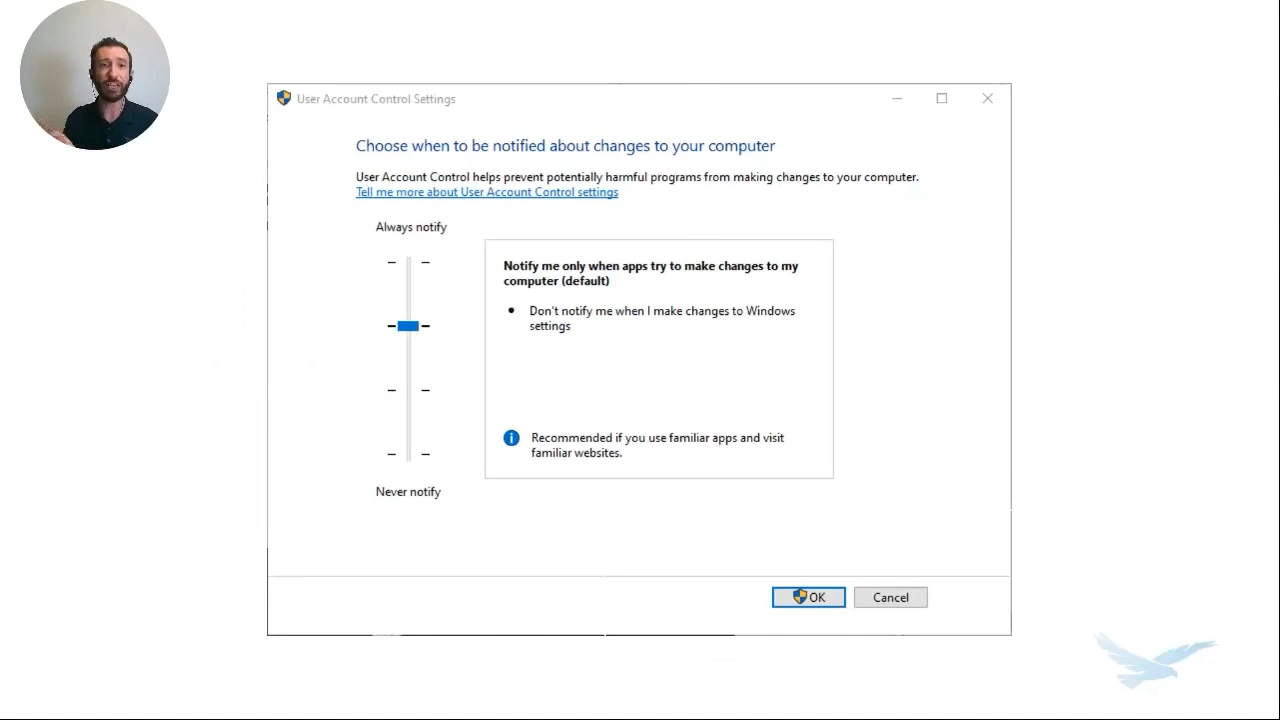 User Account Control Settings
Choose when to be notified about changes to your computer
User Account Control helps prevent potentially harmful programs from making changes to your computer.
Tell me more about User Account Control settings
Always notify
Notify me only when apps try to make changes to my
computer (default)
Don't notify me when I make changes to Windows
settings
Recommended if you use familiar apps and visit
familiar websites.
Never notify
OK
Cancel